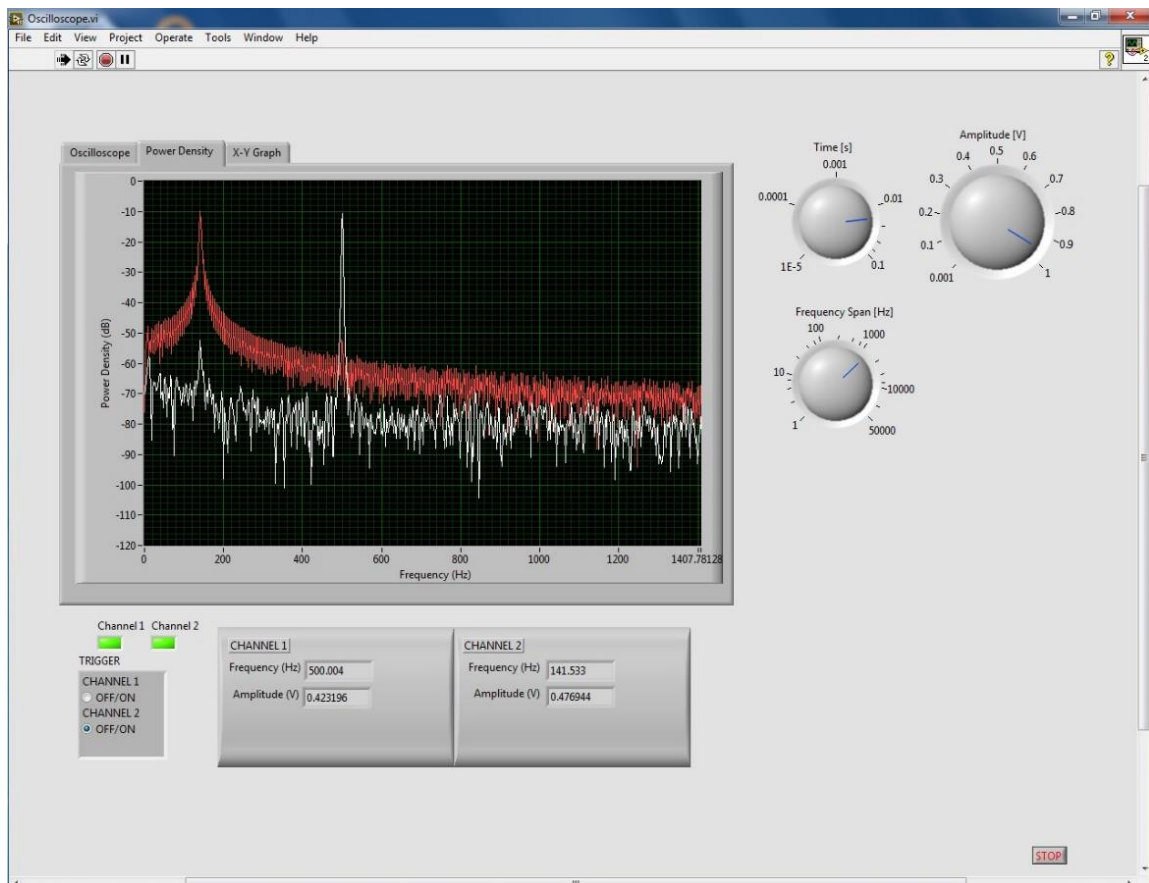 Oscilloscope.vi
File Edit View Project Operate Tools Window Help
2
Oscilloscope Power Density X-Y Graph
Power Density (dB)
0
-10
-20
-30
-40
-50
-60
-70
-80
-90
-100
-110
-120
0 200 400 600 800 1000 1200 1407.78128
Frequency (Hz)
Time [s]
0.001
0.0001 0.01
1E-5 0.1
Amplitude [V]
0.5
0.4 0.6
0.3 0.7
0.2 0.8
0.1 0.9
0.001 1
Frequency Span [Hz]
100 1000
10 10000
1 50000
Channel 1 Channel 2
TRIGGER
CHANNEL 1
OFF/ON
CHANNEL 2
OFF/ON
CHANNEL 1
Frequency (Hz) 500.004
Amplitude (V) 0.423196
CHANNEL 2
Frequency (Hz) 141.533
Amplitude (V) 0.476944
STOP